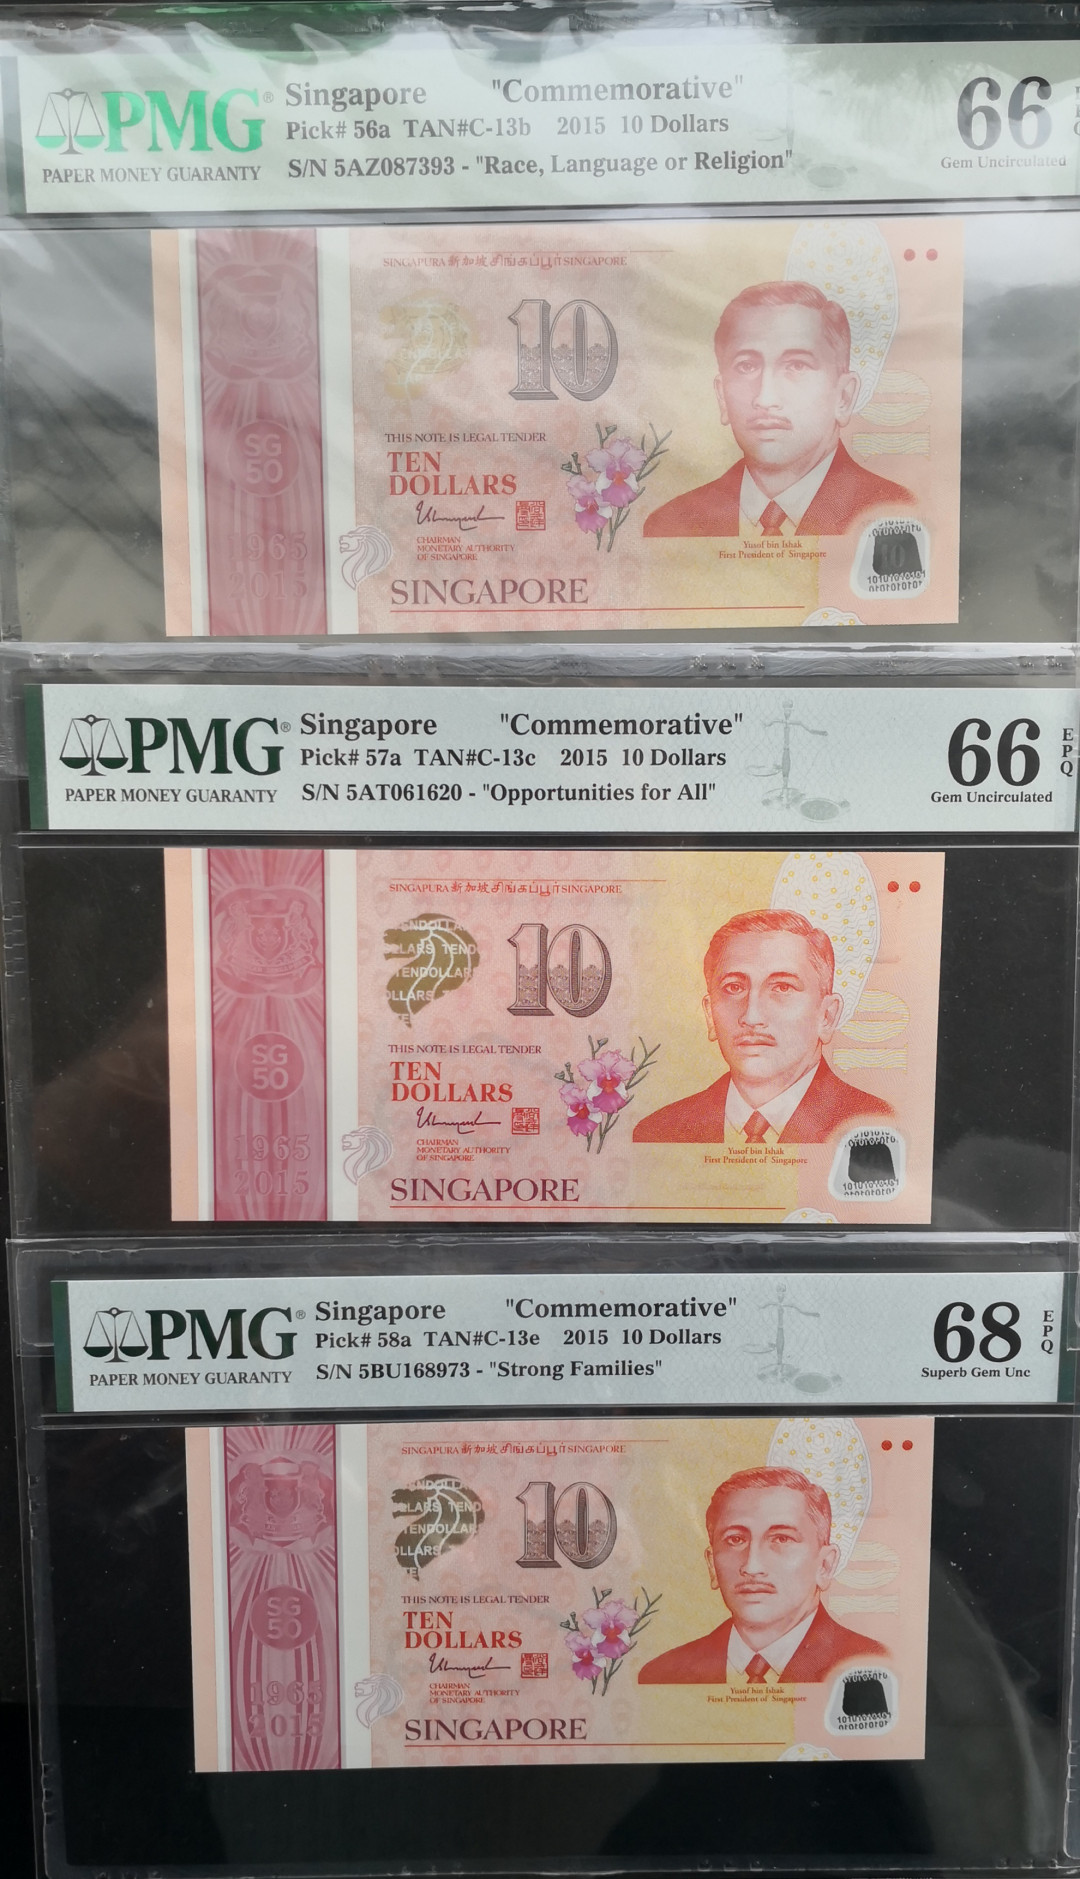 PMG® Singapore "Commemorative" 66
Pick# 56a TAN#C-13b 2015 10 Dollars
PAPER MONEY GUARANTY S/N 5AZ087393 - "Race, Language or Religion" Gem Uncirculated
SINGAPURA 新加坡 சிங்கப்பூர் SINGAPORE
10
THIS NOTE IS LEGAL TENDER
TEN
DOLLARS
SG
50
CHAIRMAN
MONETARY AUTHORITY
OF SINGAPORE
Yusof bin Ishak
First President of Singapore
1965
2015
SINGAPORE
PMG® Singapore "Commemorative" 66 EPQ
Pick# 57a TAN#C-13c 2015 10 Dollars
PAPER MONEY GUARANTY S/N 5AT061620 - "Opportunities for All" Gem Uncirculated
SINGAPURA 新加坡 சிங்கப்பூர் SINGAPORE
10
TENDOLLARS
THIS NOTE IS LEGAL TENDER
TEN
DOLLARS
SG
50
CHAIRMAN
MONETARY AUTHORITY
OF SINGAPORE
Yusof bin Ishak
First President of Singapore
1965
2015
SINGAPORE
PMG® Singapore "Commemorative" 68 EPQ
Pick# 58a TAN#C-13e 2015 10 Dollars
PAPER MONEY GUARANTY S/N 5BU168973 - "Strong Families" Superb Gem Unc
SINGAPURA 新加坡 சிங்கப்பூர் SINGAPORE
10
TENDOLLARS
THIS NOTE IS LEGAL TENDER
TEN
DOLLARS
SG
50
CHAIRMAN
MONETARY AUTHORITY
OF SINGAPORE
Yusof bin Ishak
First President of Singapore
1965
2015
SINGAPORE